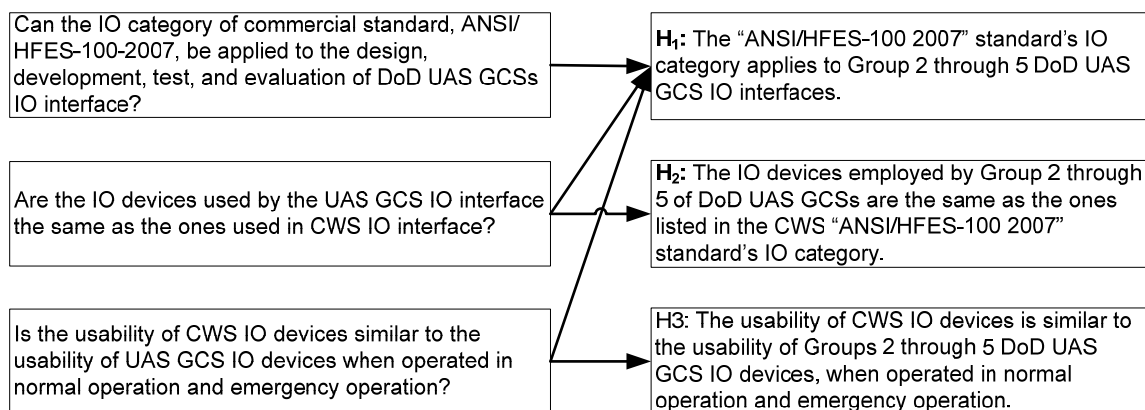 Can the IO category of commercial standard, ANSI/
HFES-100-2007, be applied to the design,
development, test, and evaluation of DoD UAS GCSs
IO interface?
H₁: The “ANSI/HFES-100 2007” standard’s IO
category applies to Group 2 through 5 DoD UAS
GCS IO interfaces.
Are the IO devices used by the UAS GCS IO interface
the same as the ones used in CWS IO interface?
H₂: The IO devices employed by Group 2 through
5 of DoD UAS GCSs are the same as the ones
listed in the CWS “ANSI/HFES-100 2007”
standard’s IO category.
Is the usability of CWS IO devices similar to the
usability of UAS GCS IO devices when operated in
normal operation and emergency operation?
H3: The usability of CWS IO devices is similar to
the usability of Groups 2 through 5 DoD UAS
GCS IO devices, when operated in normal
operation and emergency operation.